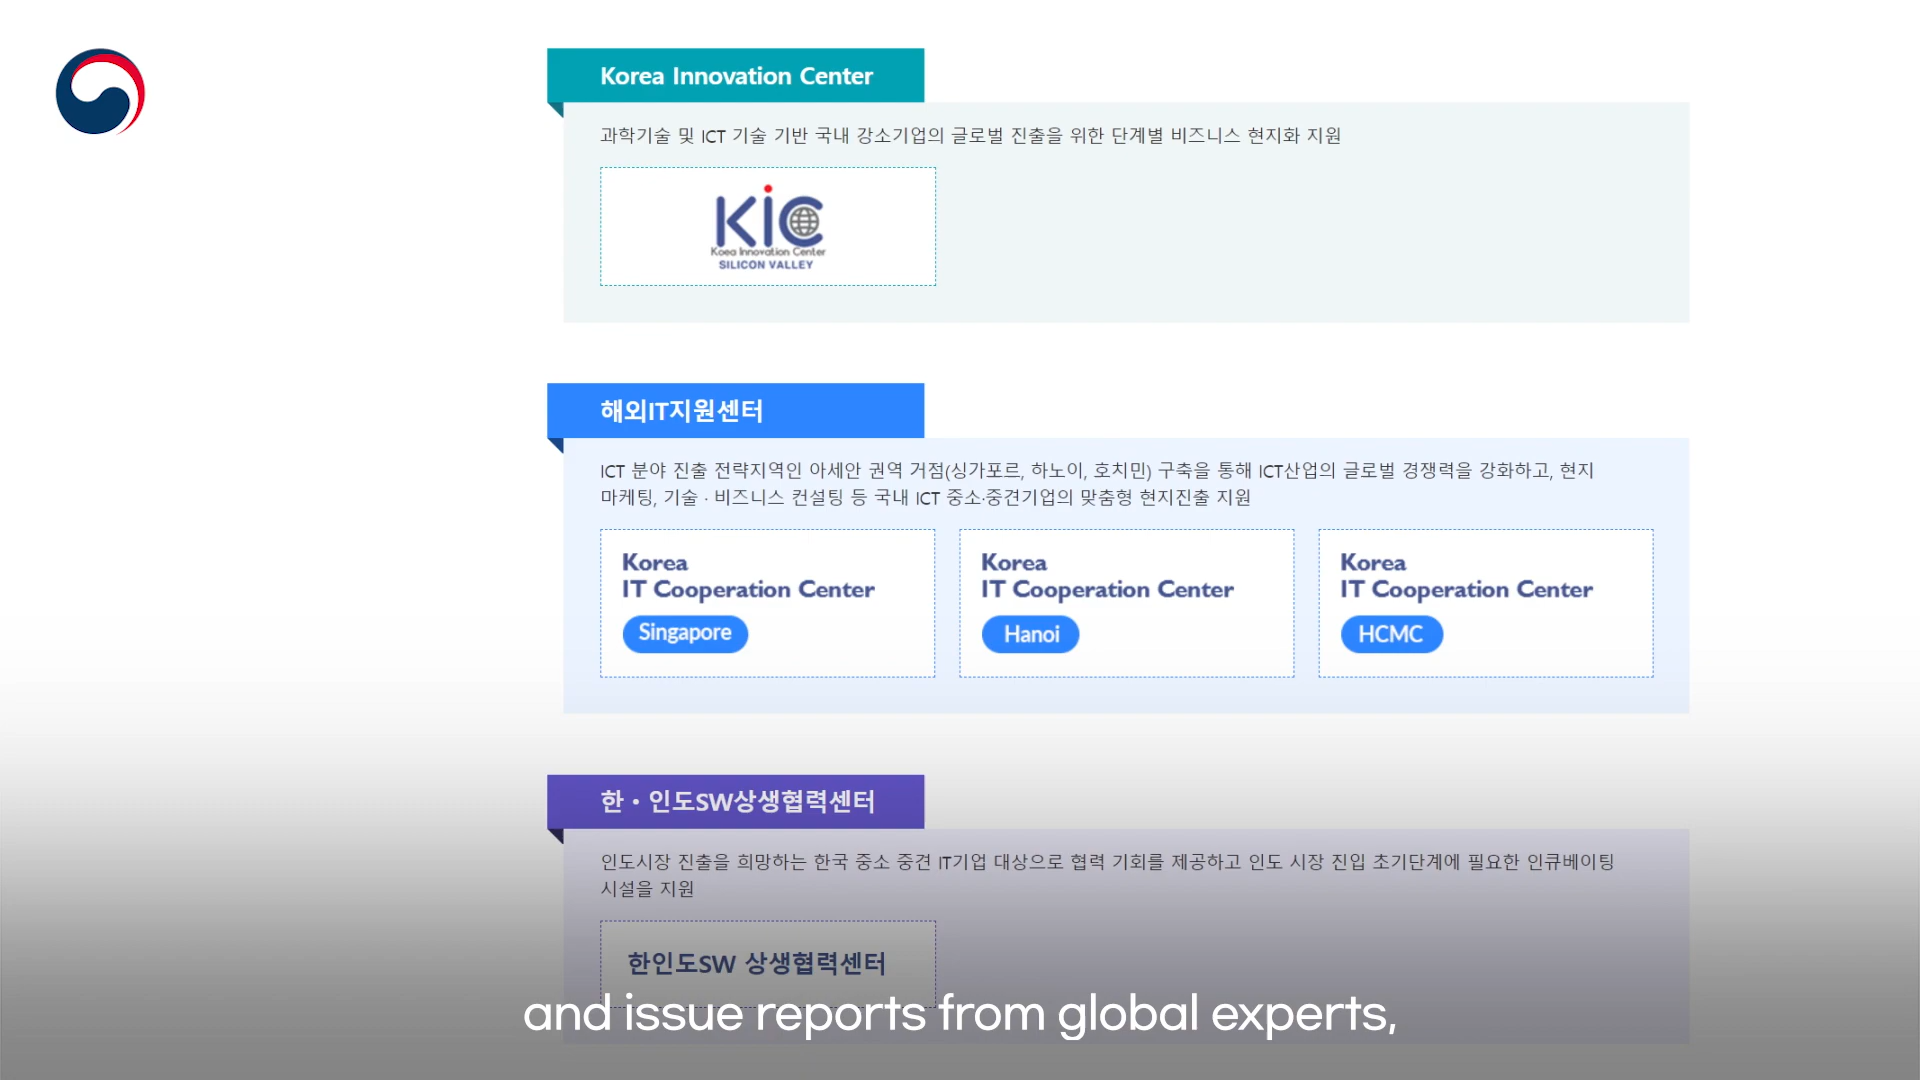 Korea Innovation Center
과학기술 및 ICT 기술 기반 국내 강소기업의 글로벌 진출을 위한 단계별 비즈니스 현지화 지원
KIC
Koea Innovation Center
SILICON VALLEY
해외IT지원센터
ICT 분야 진출 전략지역인 아세안 권역 거점(싱가포르, 하노이, 호치민) 구축을 통해 ICT산업의 글로벌 경쟁력을 강화하고, 현지
마케팅, 기술 · 비즈니스 컨설팅 등 국내 ICT 중소·중견기업의 맞춤형 현지진출 지원
Korea
IT Cooperation Center
Singapore
Korea
IT Cooperation Center
Hanoi
Korea
IT Cooperation Center
HCMC
한 • 인도SW상생협력센터
인도시장 진출을 희망하는 한국 중소 중견 IT기업 대상으로 협력 기회를 제공하고 인도 시장 진입 초기단계에 필요한 인큐베이팅
시설을 지원
한인도SW 상생협력센터
and issue reports from global experts,